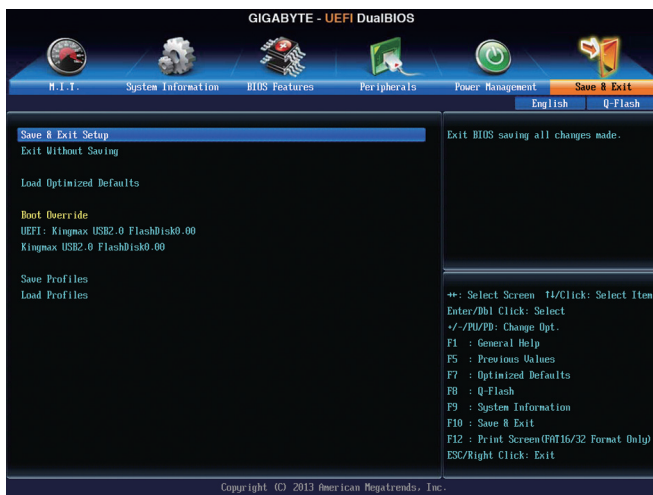 GIGABYTE - UEFI DualBIOS
M.I.T.
System Information
BIOS Features
Peripherals
Power Management
Save & Exit
English
Q-Flash
Save & Exit Setup
Exit Without Saving
Load Optimized Defaults
Boot Override
UEFI: Kingmax USB2.0 FlashDisk0.00
Kingmax USB2.0 FlashDisk0.00
Save Profiles
Load Profiles
Exit BIOS saving all changes made.
→←: Select Screen ↑↓/Click: Select Item
Enter/Dbl Click: Select
+/-/PU/PD: Change Opt.
F1 : General Help
F5 : Previous Values
F7 : Optimized Defaults
F8 : Q-Flash
F9 : System Information
F10 : Save & Exit
F12 : Print Screen(FAT16/32 Format Only)
ESC/Right Click: Exit
Copyright (C) 2013 American Megatrends, Inc.